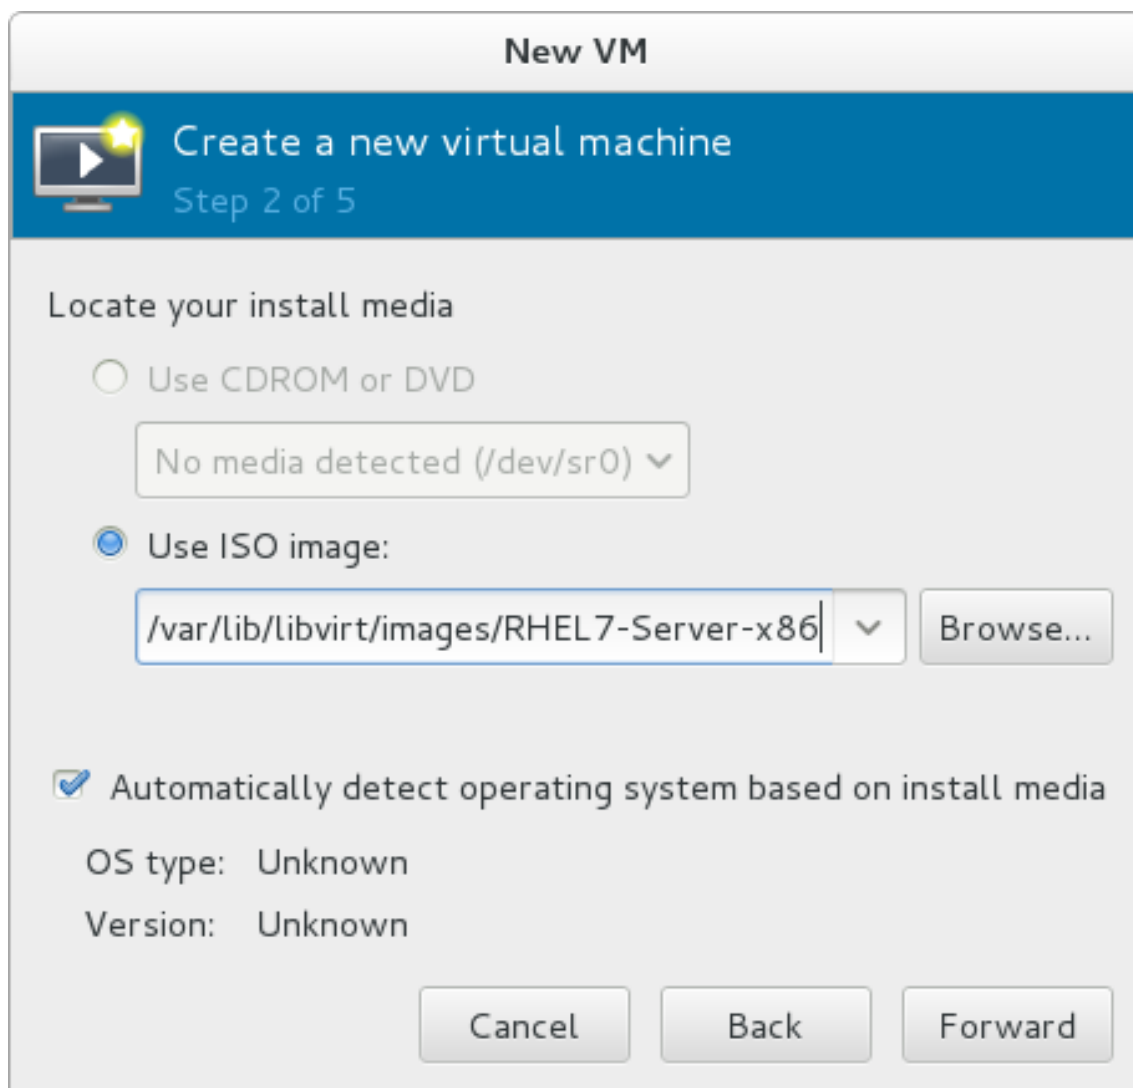 New VM
Create a new virtual machine
Step 2 of 5
Locate your install media
Use CDROM or DVD
No media detected (/dev/sr0)
Use ISO image:
/var/lib/libvirt/images/RHEL7-Server-x86 Browse...
Automatically detect operating system based on install media
OS type: Unknown
Version: Unknown
Cancel Back Forward